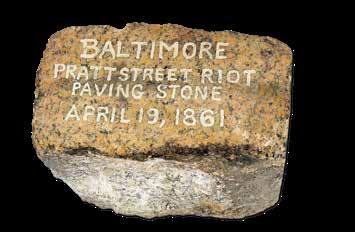 BALTIMORE
PRATT STREET RIOT
PAVING STONE
APRIL 19, 1861